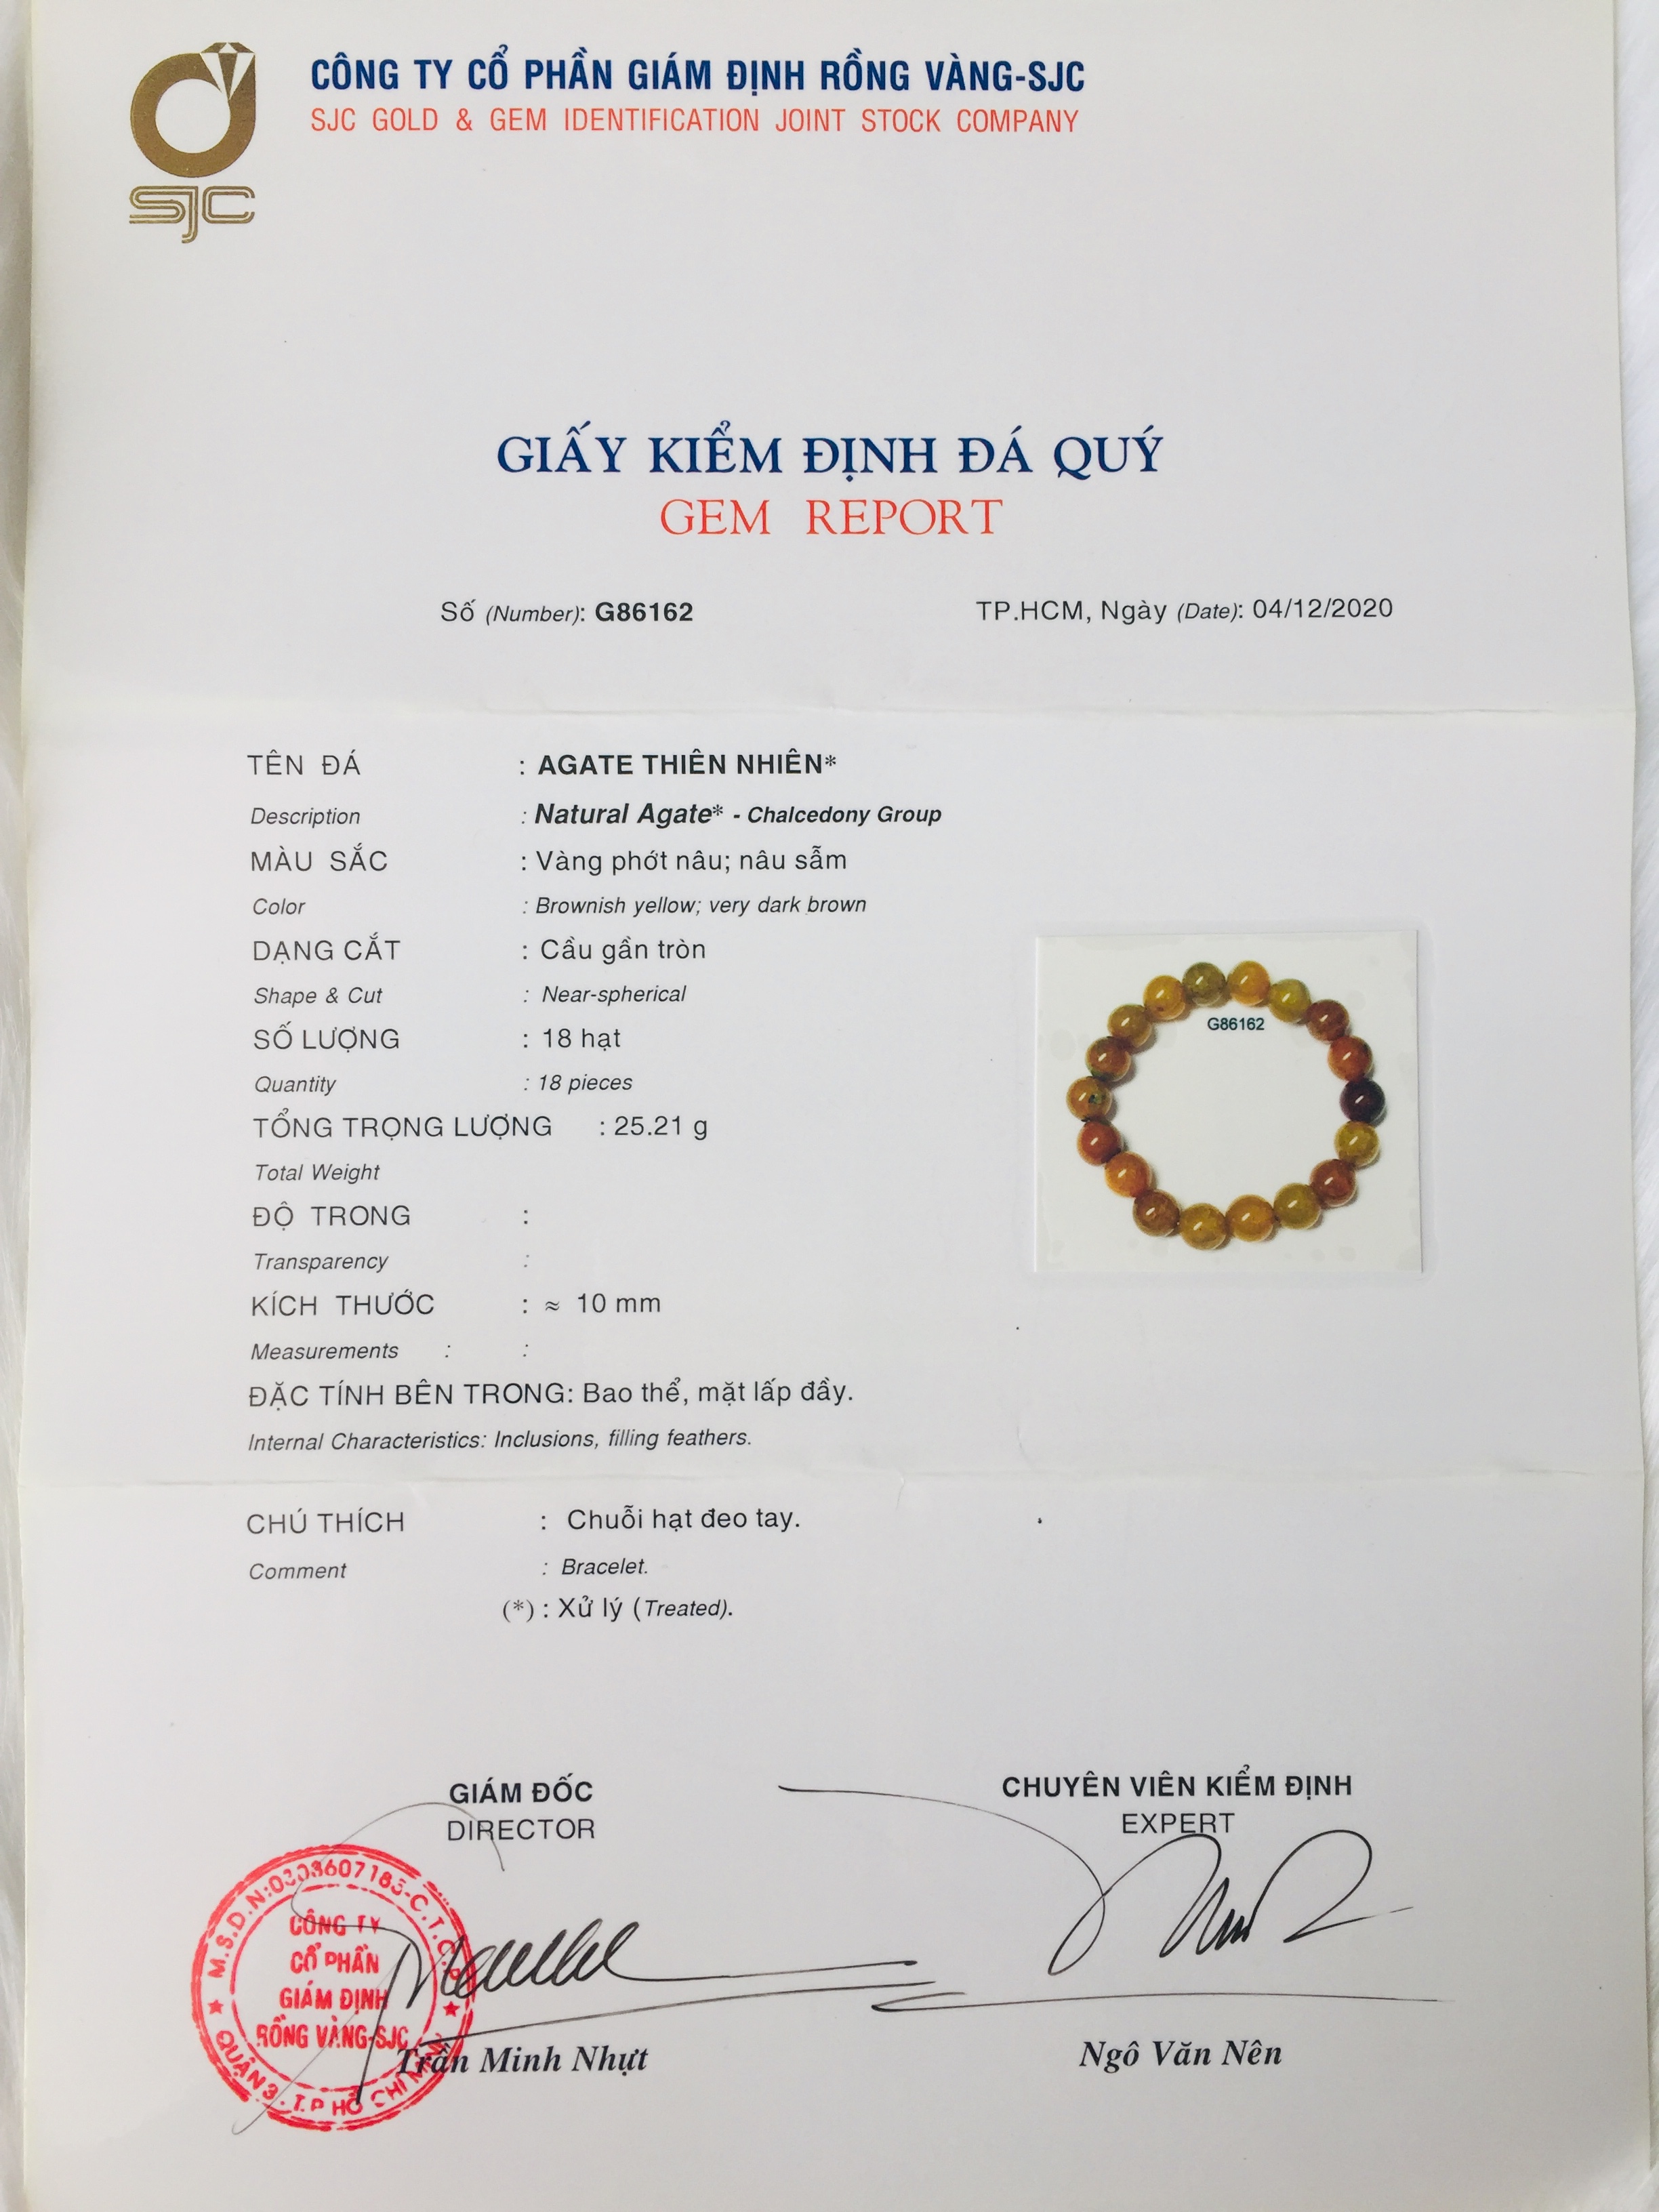 CÔNG TY CỔ PHẦN GIÁM ĐỊNH RỒNG VÀNG-SJC
SJC GOLD & GEM IDENTIFICATION JOINT STOCK COMPANY
SJC
GIẤY KIỂM ĐỊNH ĐÁ QUÝ
GEM REPORT
Số (Number): G86162
TP.HCM, Ngày (Date): 04/12/2020
TÊN ĐÁ : AGATE THIÊN NHIÊN*
Description : Natural Agate* - Chalcedony Group
MÀU SẮC : Vàng phớt nâu; nâu sẫm
Color : Brownish yellow; very dark brown
DẠNG CẮT : Cầu gần tròn
Shape & Cut : Near-spherical
SỐ LƯỢNG : 18 hạt
Quantity : 18 pieces
TỔNG TRỌNG LƯỢNG : 25.21 g
Total Weight
ĐỘ TRONG :
Transparency :
KÍCH THƯỚC : ≈ 10 mm
Measurements : :
ĐẶC TÍNH BÊN TRONG: Bao thể, mặt lấp đầy.
Internal Characteristics: Inclusions, filling feathers.
G86162
CHÚ THÍCH : Chuỗi hạt đeo tay.
Comment : Bracelet.
(*) : Xử lý (Treated).
GIÁM ĐỐC
DIRECTOR
CHUYÊN VIÊN KIỂM ĐỊNH
EXPERT
M.S.D.N:0303607185-C.T.C.P
CÔNG TY
CỔ PHẦN
GIÁM ĐỊNH
RỒNG VÀNG-SJC
QUẬN 3 - T.P HỒ CHÍ MINH
Trần Minh Nhựt
Ngô Văn Nên